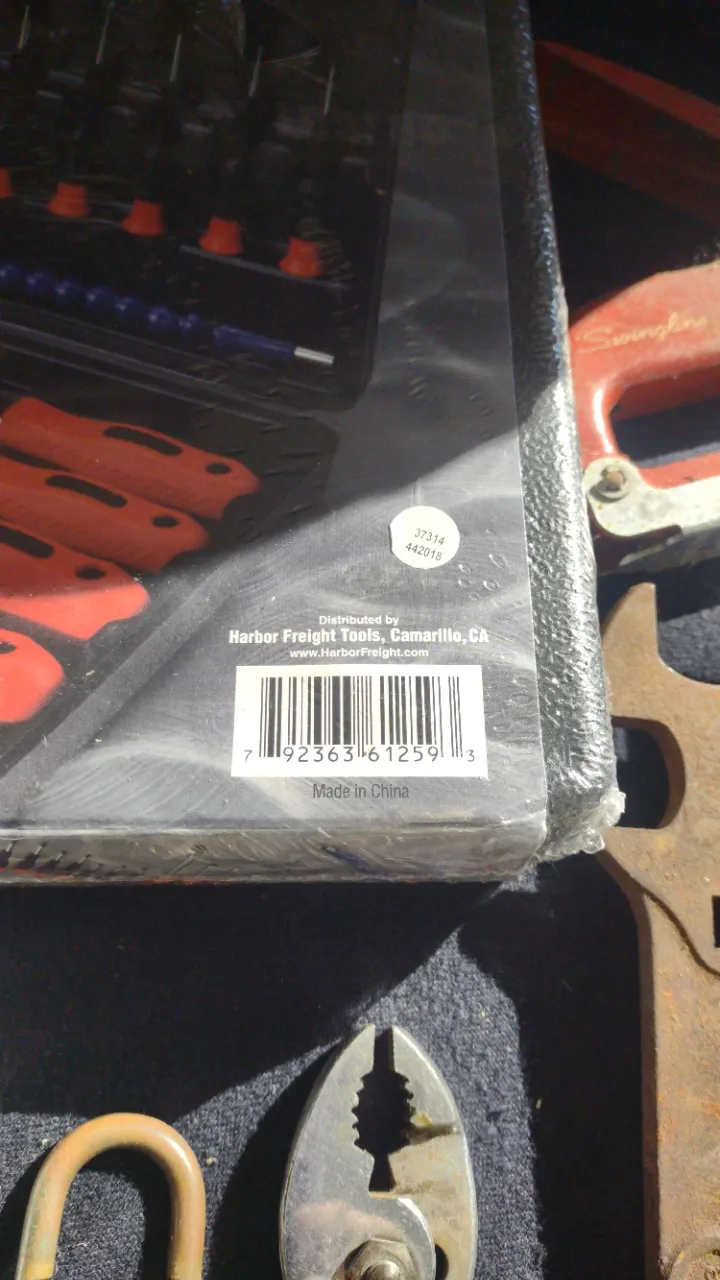 Swingline
37314
442018
Distributed by
Harbor Freight Tools, Camarillo, CA
www.HarborFreight.com
7 92363 61259 3
Made in China